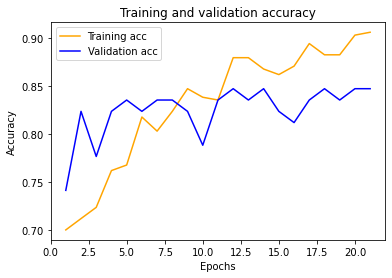 Training and validation accuracy
Training acc
Validation acc
Accuracy
0.90
0.85
0.80
0.75
0.70
0.0 2.5 5.0 7.5 10.0 12.5 15.0 17.5 20.0
Epochs